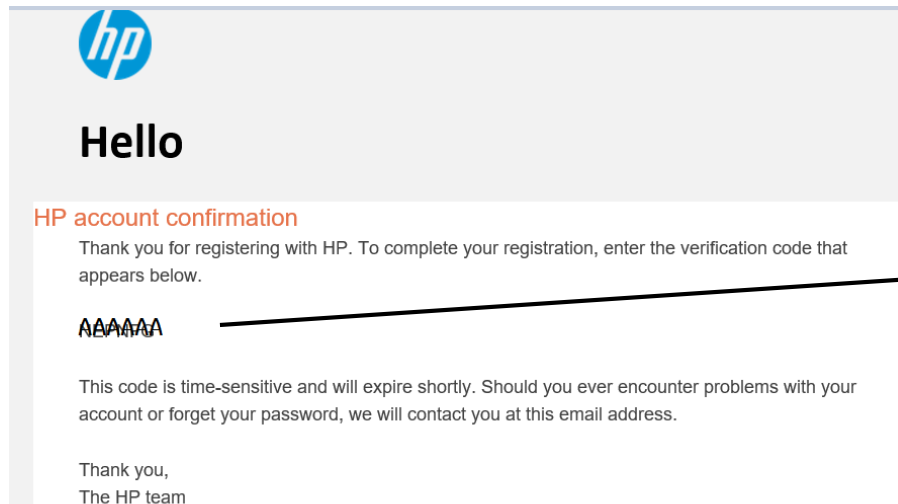 hp
Hello
HP account confirmation
Thank you for registering with HP. To complete your registration, enter the verification code that
appears below.
AAAAAA
This code is time-sensitive and will expire shortly. Should you ever encounter problems with your
account or forget your password, we will contact you at this email address.
Thank you,
The HP team